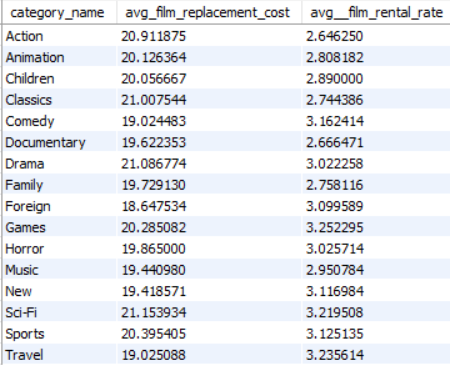 category_name avg_film_replacement_cost avg__film_rental_rate
Action 20.911875 2.646250
Animation 20.126364 2.808182
Children 20.056667 2.890000
Classics 21.007544 2.744386
Comedy 19.024483 3.162414
Documentary 19.622353 2.666471
Drama 21.086774 3.022258
Family 19.729130 2.758116
Foreign 18.647534 3.099589
Games 20.285082 3.252295
Horror 19.865000 3.025714
Music 19.440980 2.950784
New 19.418571 3.116984
Sci-Fi 21.153934 3.219508
Sports 20.395405 3.125135
Travel 19.025088 3.235614